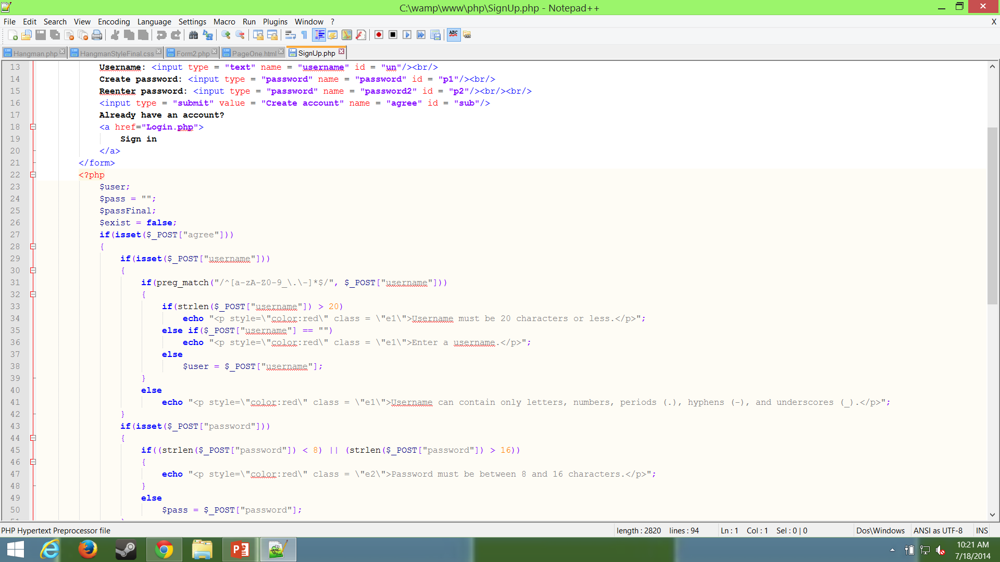 C:\wamp\www\php\SignUp.php - Notepad++
File Edit Search View Encoding Language Settings Macro Run Plugins Window ? X
ABC
Hangman.php HangmanStyleFinal.css Form2.php PageOne.html SignUp.php
13 Username: <input type = "text" name = "username" id = "un"/><br/>
14 Create password: <input type = "password" name = "password" id = "p1"/><br/>
15 Reenter password: <input type = "password" name = "password2" id = "p2"/><br/><br/>
16 <input type = "submit" value = "Create account" name = "agree" id = "sub"/>
17 Already have an account?
18 <a href="Login.php">
19 Sign in
20 </a>
21 </form>
22 <?php
23 $user;
24 $pass = "";
25 $passFinal;
26 $exist = false;
27 if(isset($_POST["agree"]))
28 {
29 if(isset($_POST["username"]))
30 {
31 if(preg_match("/^[a-zA-Z0-9_\.\-]*$/", $_POST["username"]))
32 {
33 if(strlen($_POST["username"]) > 20)
34 echo "<p style=\"color:red\" class = \"e1\">Username must be 20 characters or less.</p>";
35 else if($_POST["username"] == "")
36 echo "<p style=\"color:red\" class = \"e1\">Enter a username.</p>";
37 else
38 $user = $_POST["username"];
39 }
40 else
41 echo "<p style=\"color:red\" class = \"e1\">Username can contain only letters, numbers, periods (.), hyphens (-), and underscores (_).</p>";
42 }
43 if(isset($_POST["password"]))
44 {
45 if((strlen($_POST["password"]) < 8) || (strlen($_POST["password"]) > 16))
46 {
47 echo "<p style=\"color:red\" class = \"e2\">Password must be between 8 and 16 characters.</p>";
48 }
49 else
50 $pass = $_POST["password"];
PHP Hypertext Preprocessor file length : 2820 lines : 94 Ln : 1 Col : 1 Sel : 0 | 0 Dos\Windows ANSI as UTF-8 INS
10:21 AM
7/18/2014